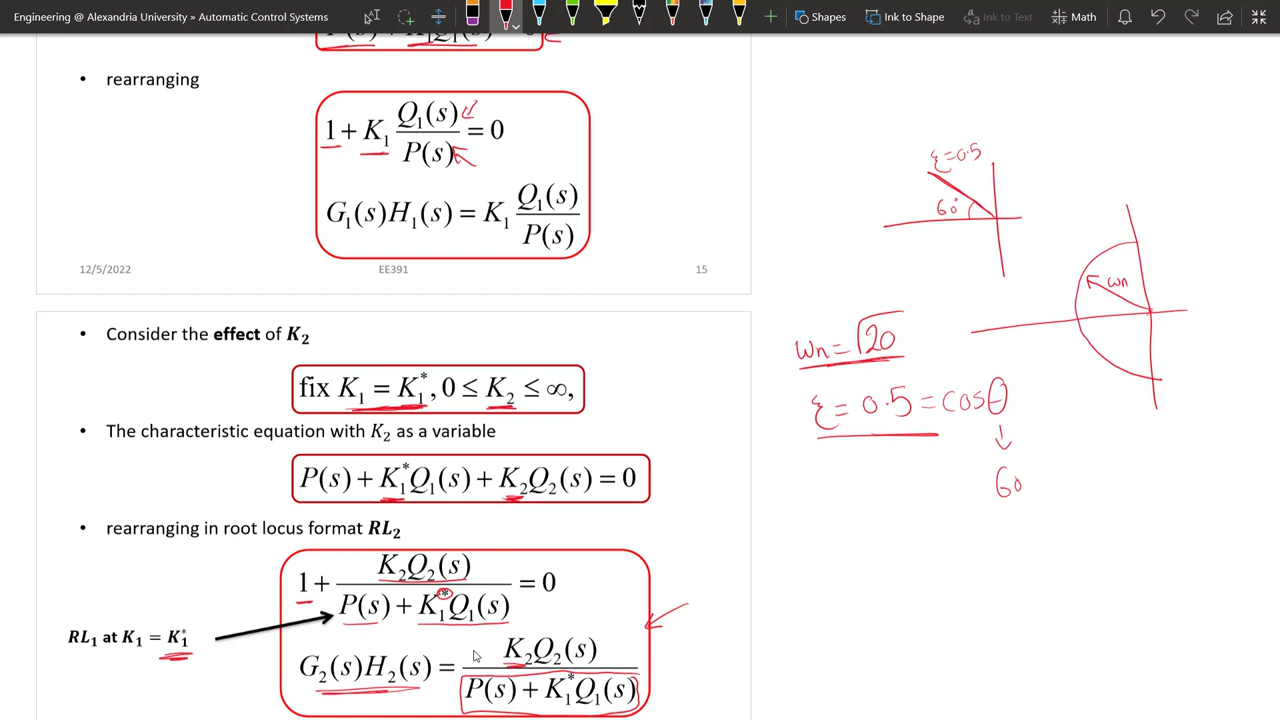 Engineering @ Alexandria University » Automatic Control Systems
Shapes
Ink to Shape
Ink to Text
Math
• rearranging
1 + K₁ Q₁(s)/P(s) = 0
G₁(s)H₁(s) = K₁ Q₁(s)/P(s)
12/5/2022 EE391 15
• Consider the effect of K₂
fix K₁ = K₁*, 0 ≤ K₂ ≤ ∞,
• The characteristic equation with K₂ as a variable
P(s) + K₁*Q₁(s) + K₂Q₂(s) = 0
• rearranging in root locus format RL₂
1 + K₂Q₂(s)/(P(s) + K₁*Q₁(s)) = 0
RL₁ at K₁ = K₁*
G₂(s)H₂(s) = K₂Q₂(s)/(P(s) + K₁*Q₁(s))
ξ=0.5
60°
wn
wn = √20
ξ = 0.5 = cosθ
60